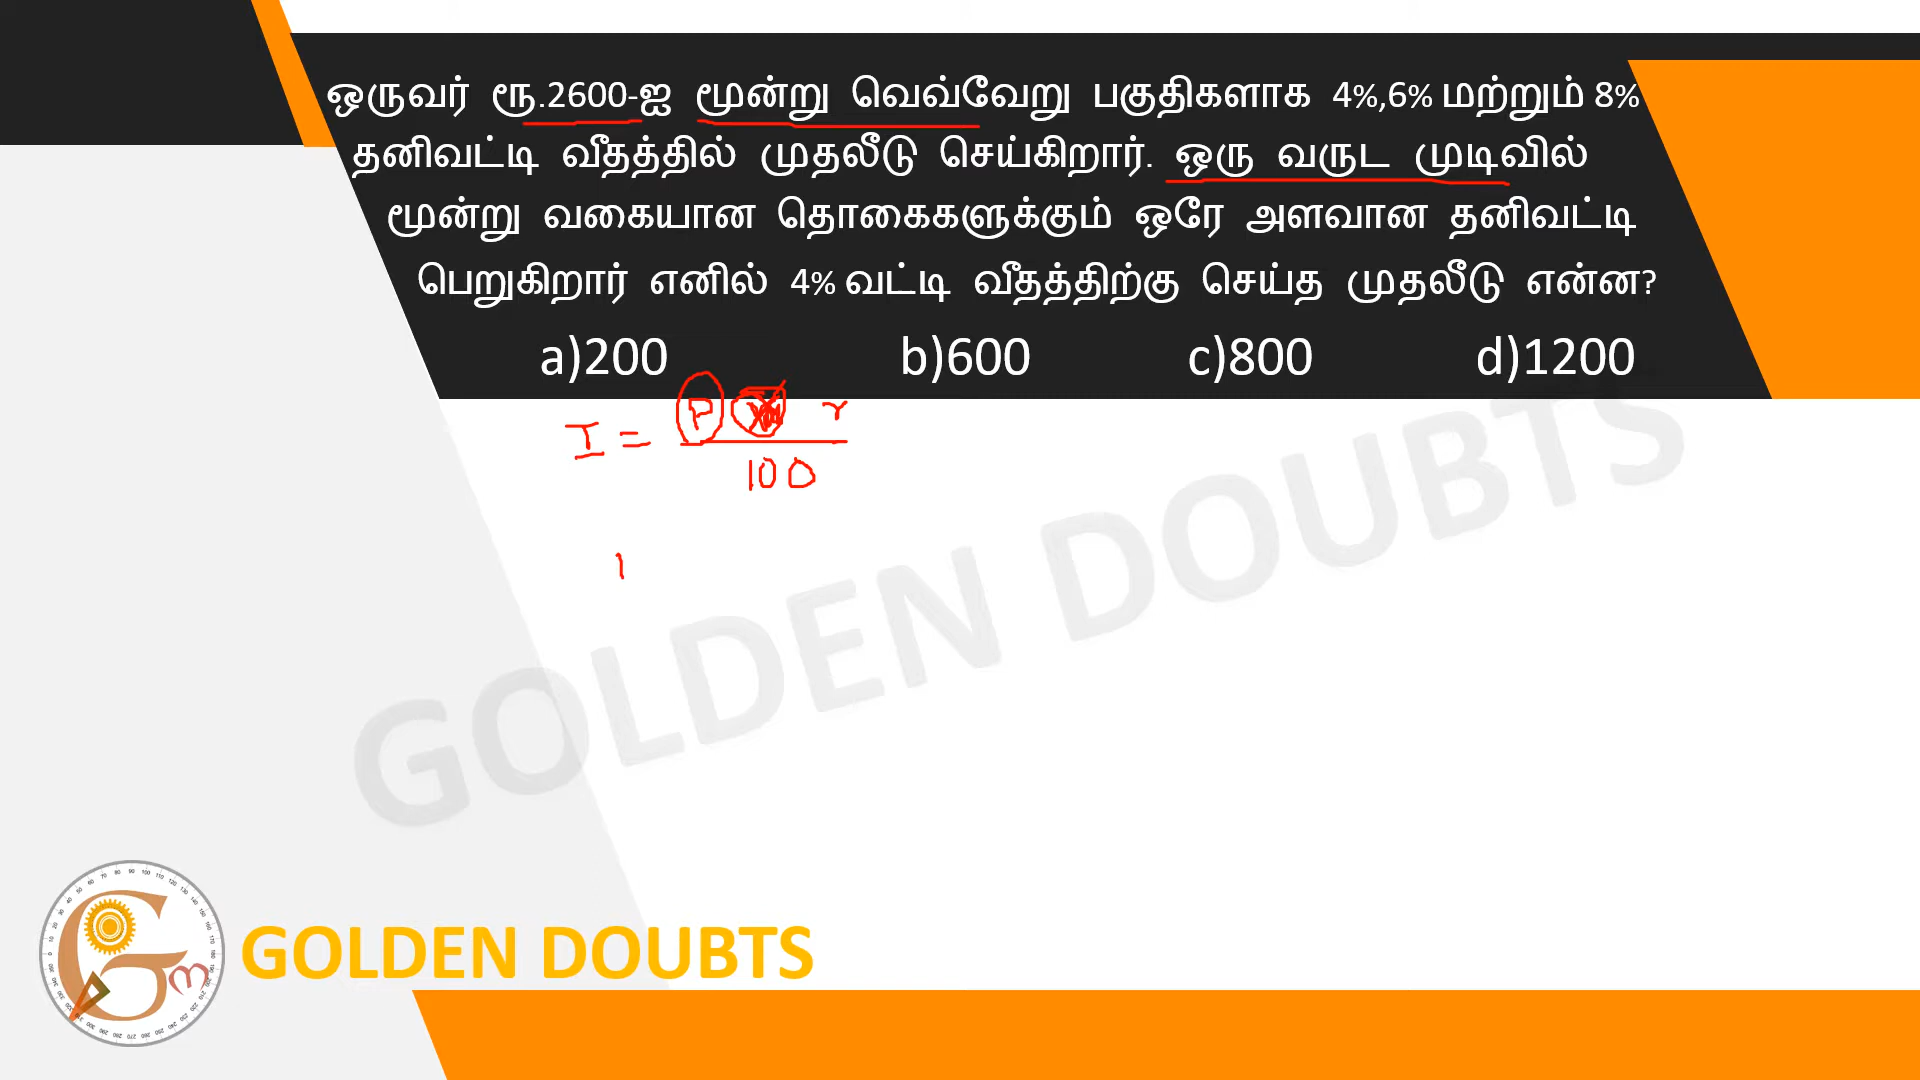 ஒருவர் ரூ.2600-ஐ மூன்று வெவ்வேறு பகுதிகளாக 4%,6% மற்றும் 8%
தனிவட்டி வீதத்தில் முதலீடு செய்கிறார். ஒரு வருட முடிவில்
மூன்று வகையான தொகைகளுக்கும் ஒரே அளவான தனிவட்டி
பெறுகிறார் எனில் 4% வட்டி வீதத்திற்கு செய்த முதலீடு என்ன?
a)200 b)600 c)800 d)1200
I = P r
100
1
GOLDEN DOUBTS
GOLDEN DOUBTS